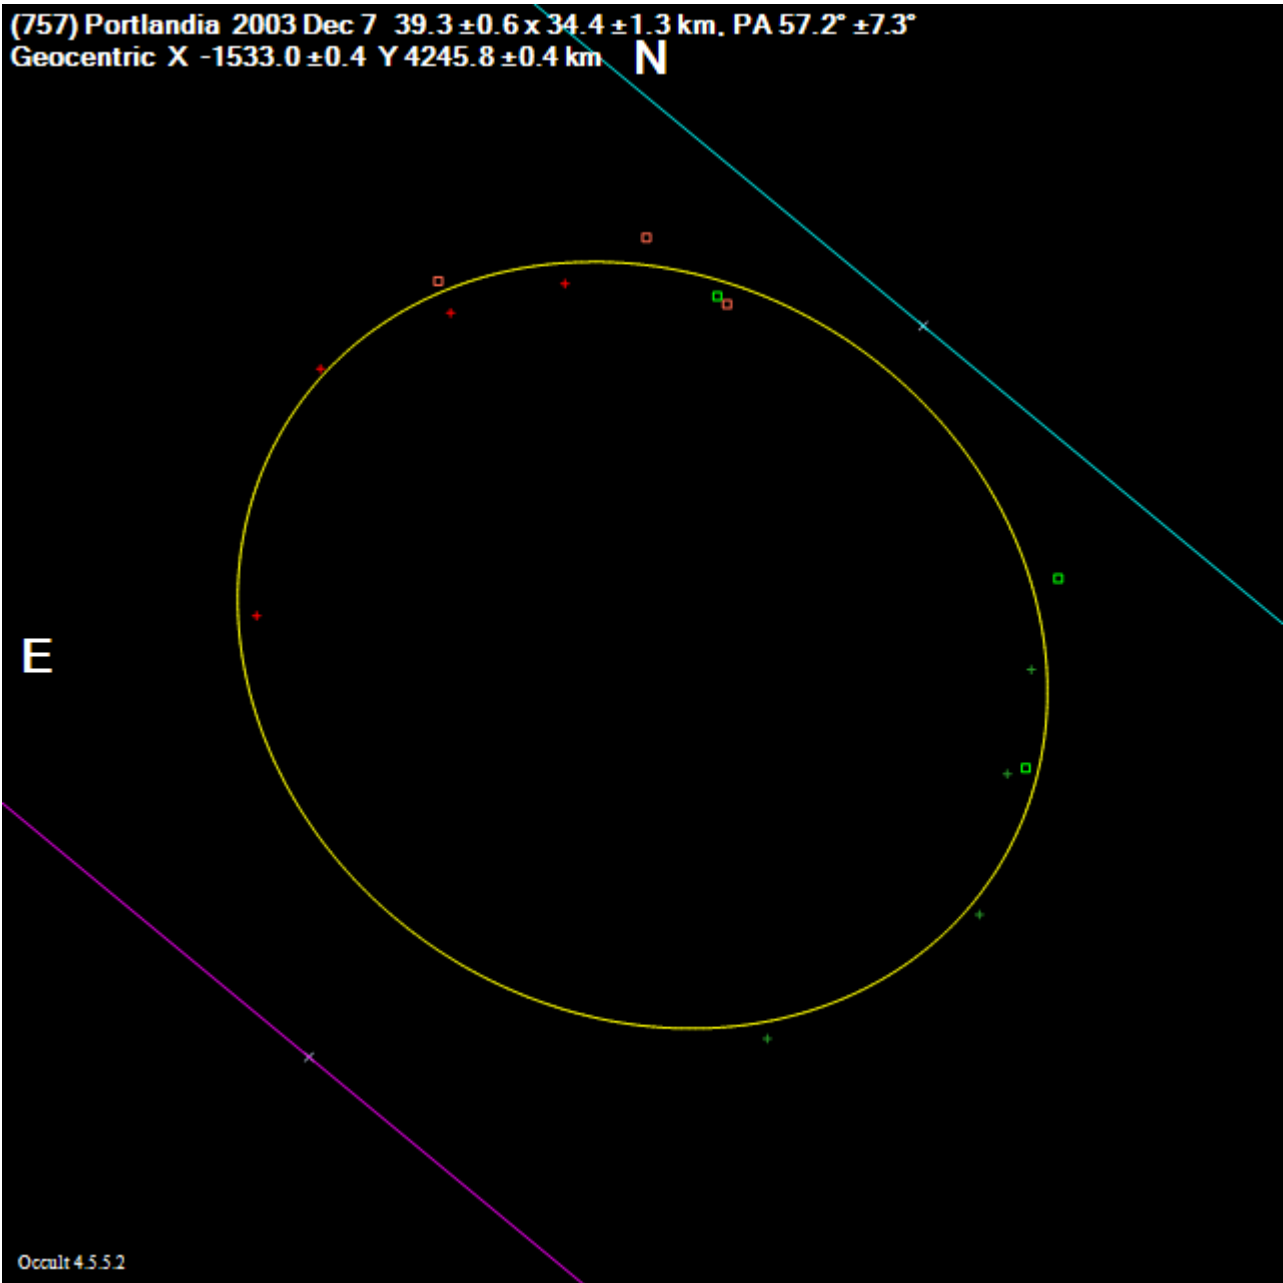 (757) Portlandia 2003 Dec 7 39.3 ±0.6 x 34.4 ±1.3 km, PA 57.2° ±7.3°
Geocentric X -1533.0 ±0.4 Y 4245.8 ±0.4 km
N
E
Occult 4.5.5.2